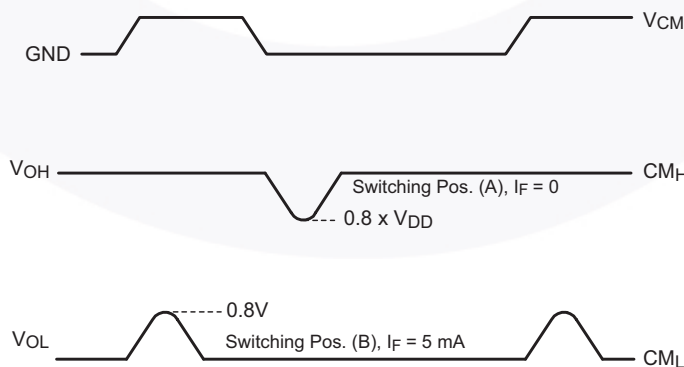 VCM
GND
VOH
Switching Pos. (A), IF = 0
CMH
0.8 x VDD
0.8V
VOL
Switching Pos. (B), IF = 5 mA
CML